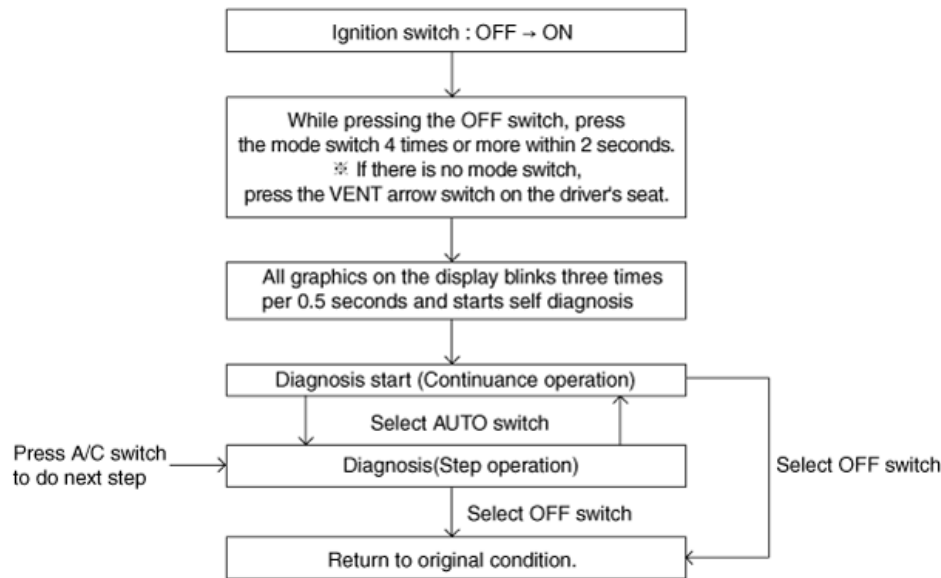 Ignition switch : OFF → ON
While pressing the OFF switch, press
the mode switch 4 times or more within 2 seconds.
※ If there is no mode switch,
press the VENT arrow switch on the driver's seat.
All graphics on the display blinks three times
per 0.5 seconds and starts self diagnosis
Diagnosis start (Continuance operation)
Select AUTO switch
Press A/C switch
to do next step
Diagnosis(Step operation)
Select OFF switch
Select OFF switch
Return to original condition.